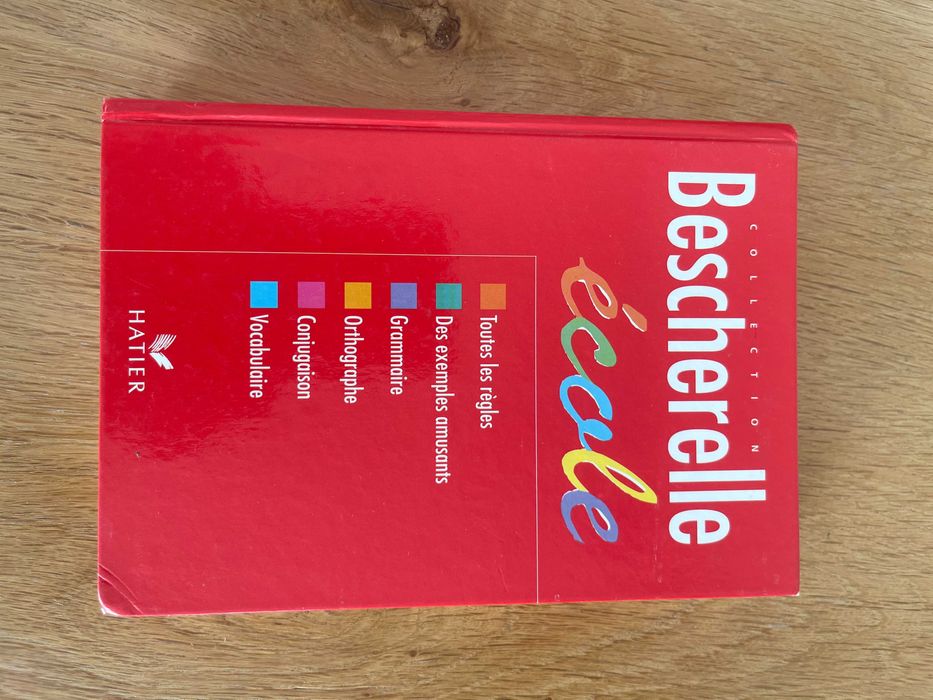 COLLECTION
Bescherelle
école
Toutes les règles
Des exemples amusants
Grammaire
Orthographe
Conjugaison
Vocabulaire
HATIER